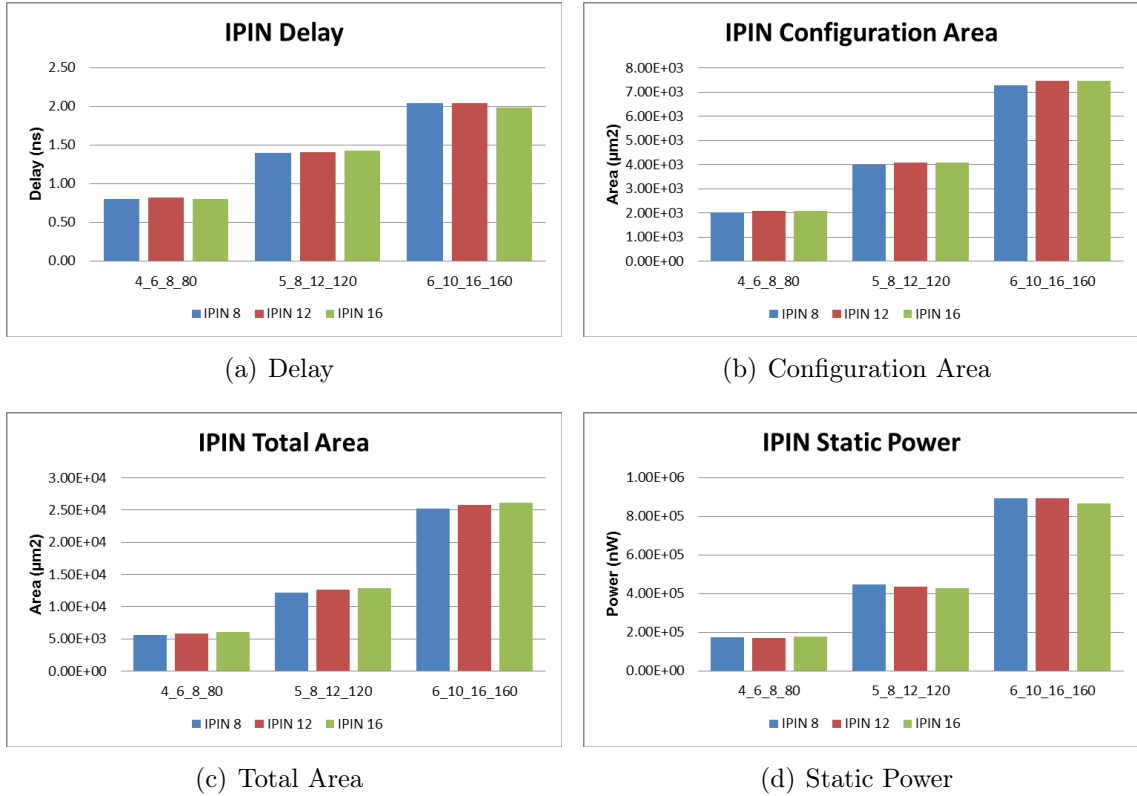 IPIN Delay
Delay (ns)
2.50
2.00
1.50
1.00
0.50
0.00
4_6_8_80 5_8_12_120 6_10_16_160
IPIN 8 IPIN 12 IPIN 16
(a) Delay
IPIN Configuration Area
Area (µm2)
8.00E+03
7.00E+03
6.00E+03
5.00E+03
4.00E+03
3.00E+03
2.00E+03
1.00E+03
0.00E+00
4_6_8_80 5_8_12_120 6_10_16_160
IPIN 8 IPIN 12 IPIN 16
(b) Configuration Area
IPIN Total Area
Area (µm2)
3.00E+04
2.50E+04
2.00E+04
1.50E+04
1.00E+04
5.00E+03
0.00E+00
4_6_8_80 5_8_12_120 6_10_16_160
IPIN 8 IPIN 12 IPIN 16
(c) Total Area
IPIN Static Power
Power (nW)
1.00E+06
8.00E+05
6.00E+05
4.00E+05
2.00E+05
0.00E+00
4_6_8_80 5_8_12_120 6_10_16_160
IPIN 8 IPIN 12 IPIN 16
(d) Static Power